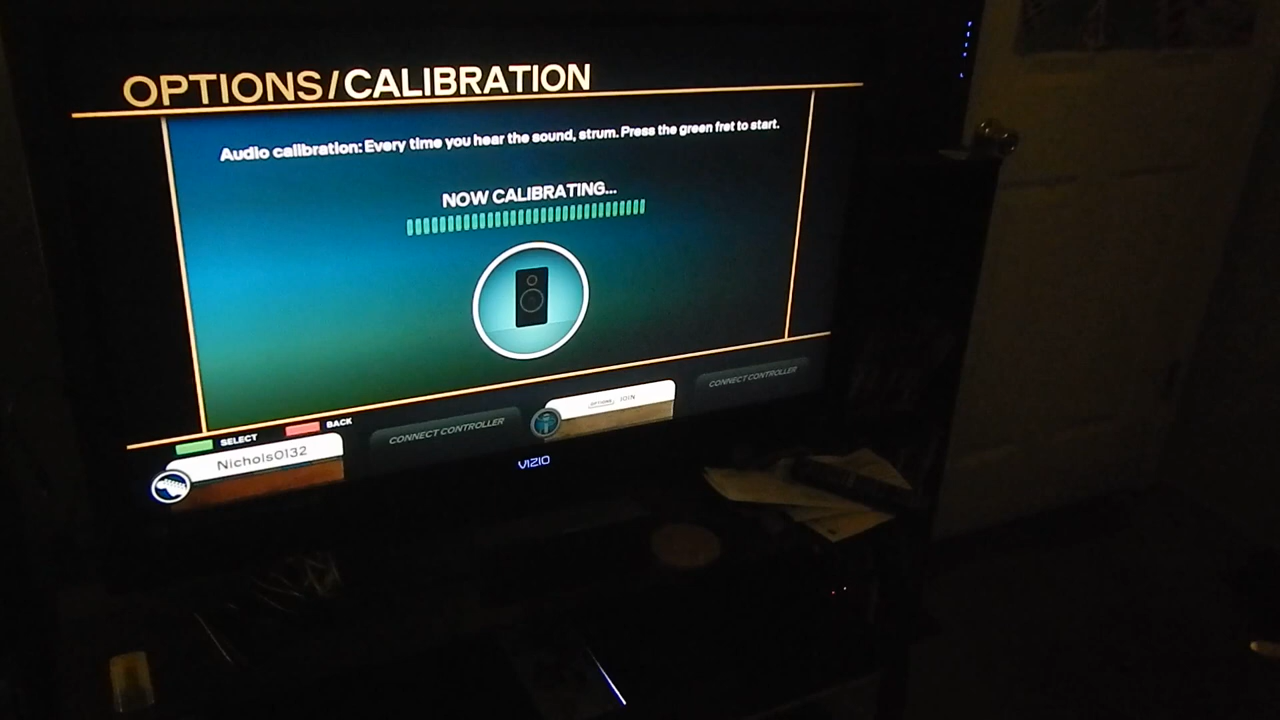 OPTIONS/CALIBRATION
Audio calibration: Every time you hear the sound, strum. Press the green fret to start.
NOW CALIBRATING...
SELECT
BACK
Nichols0132
CONNECT CONTROLLER
OPTIONS JOIN
CONNECT CONTROLLER
VIZIO